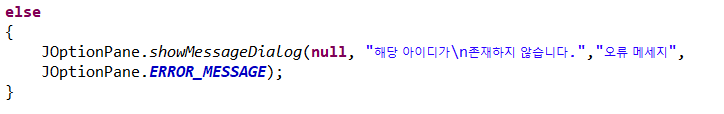 else
{
JOptionPane.showMessageDialog(null, "해당 아이디가\n존재하지 않습니다.","오류 메세지",
JOptionPane.ERROR_MESSAGE);
}